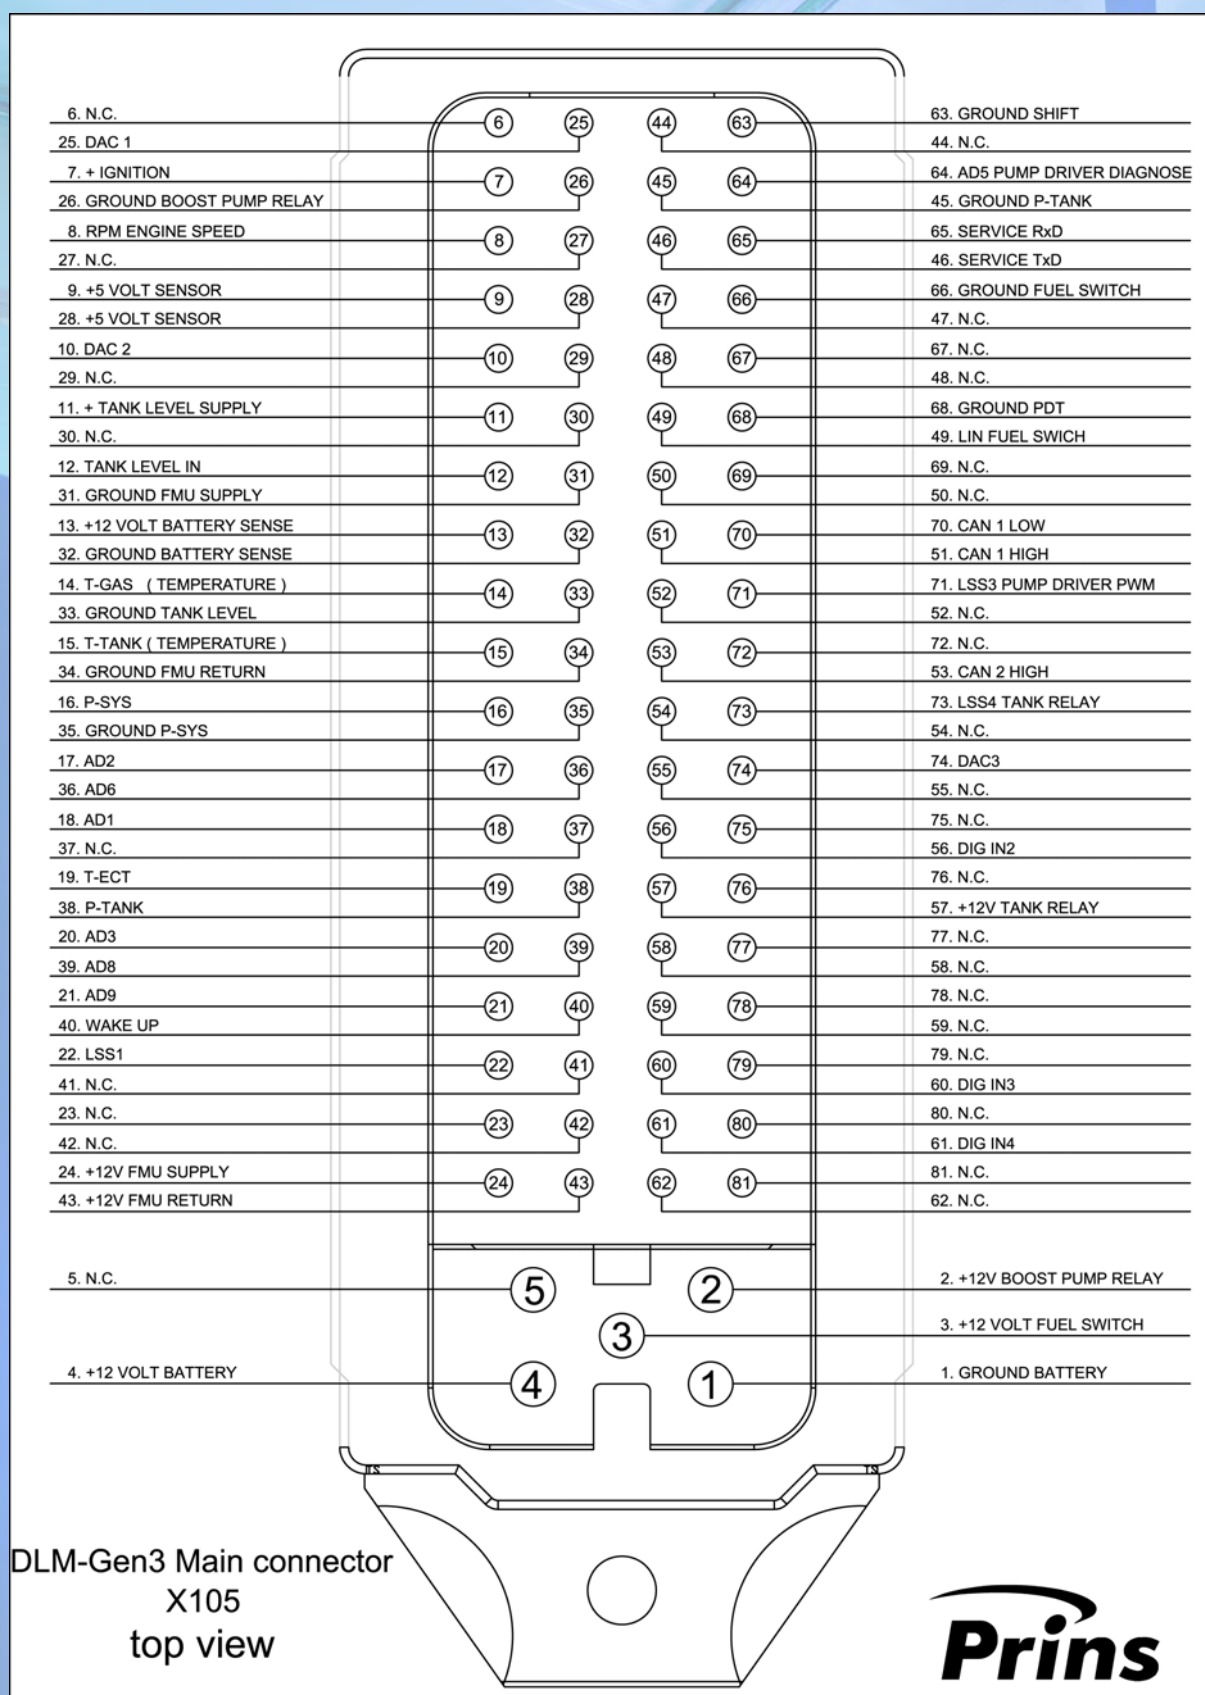 6. N.C.
25. DAC 1
7. + IGNITION
26. GROUND BOOST PUMP RELAY
8. RPM ENGINE SPEED
27. N.C.
9. +5 VOLT SENSOR
28. +5 VOLT SENSOR
10. DAC 2
29. N.C.
11. + TANK LEVEL SUPPLY
30. N.C.
12. TANK LEVEL IN
31. GROUND FMU SUPPLY
13. +12 VOLT BATTERY SENSE
32. GROUND BATTERY SENSE
14. T-GAS ( TEMPERATURE )
33. GROUND TANK LEVEL
15. T-TANK ( TEMPERATURE )
34. GROUND FMU RETURN
16. P-SYS
35. GROUND P-SYS
17. AD2
36. AD6
18. AD1
37. N.C.
19. T-ECT
38. P-TANK
20. AD3
39. AD8
21. AD9
40. WAKE UP
22. LSS1
41. N.C.
23. N.C.
42. N.C.
24. +12V FMU SUPPLY
43. +12V FMU RETURN
5. N.C.
4. +12 VOLT BATTERY
6 25 44 63
7 26 45 64
8 27 46 65
9 28 47 66
10 29 48 67
11 30 49 68
12 31 50 69
13 32 51 70
14 33 52 71
15 34 53 72
16 35 54 73
17 36 55 74
18 37 56 75
19 38 57 76
20 39 58 77
21 40 59 78
22 41 60 79
23 42 61 80
24 43 62 81
5 2
3
4 1
63. GROUND SHIFT
44. N.C.
64. AD5 PUMP DRIVER DIAGNOSE
45. GROUND P-TANK
65. SERVICE RxD
46. SERVICE TxD
66. GROUND FUEL SWITCH
47. N.C.
67. N.C.
48. N.C.
68. GROUND PDT
49. LIN FUEL SWICH
69. N.C.
50. N.C.
70. CAN 1 LOW
51. CAN 1 HIGH
71. LSS3 PUMP DRIVER PWM
52. N.C.
72. N.C.
53. CAN 2 HIGH
73. LSS4 TANK RELAY
54. N.C.
74. DAC3
55. N.C.
75. N.C.
56. DIG IN2
76. N.C.
57. +12V TANK RELAY
77. N.C.
58. N.C.
78. N.C.
59. N.C.
79. N.C.
60. DIG IN3
80. N.C.
61. DIG IN4
81. N.C.
62. N.C.
2. +12V BOOST PUMP RELAY
3. +12 VOLT FUEL SWITCH
1. GROUND BATTERY
DLM-Gen3 Main connector
X105
top view
Prins